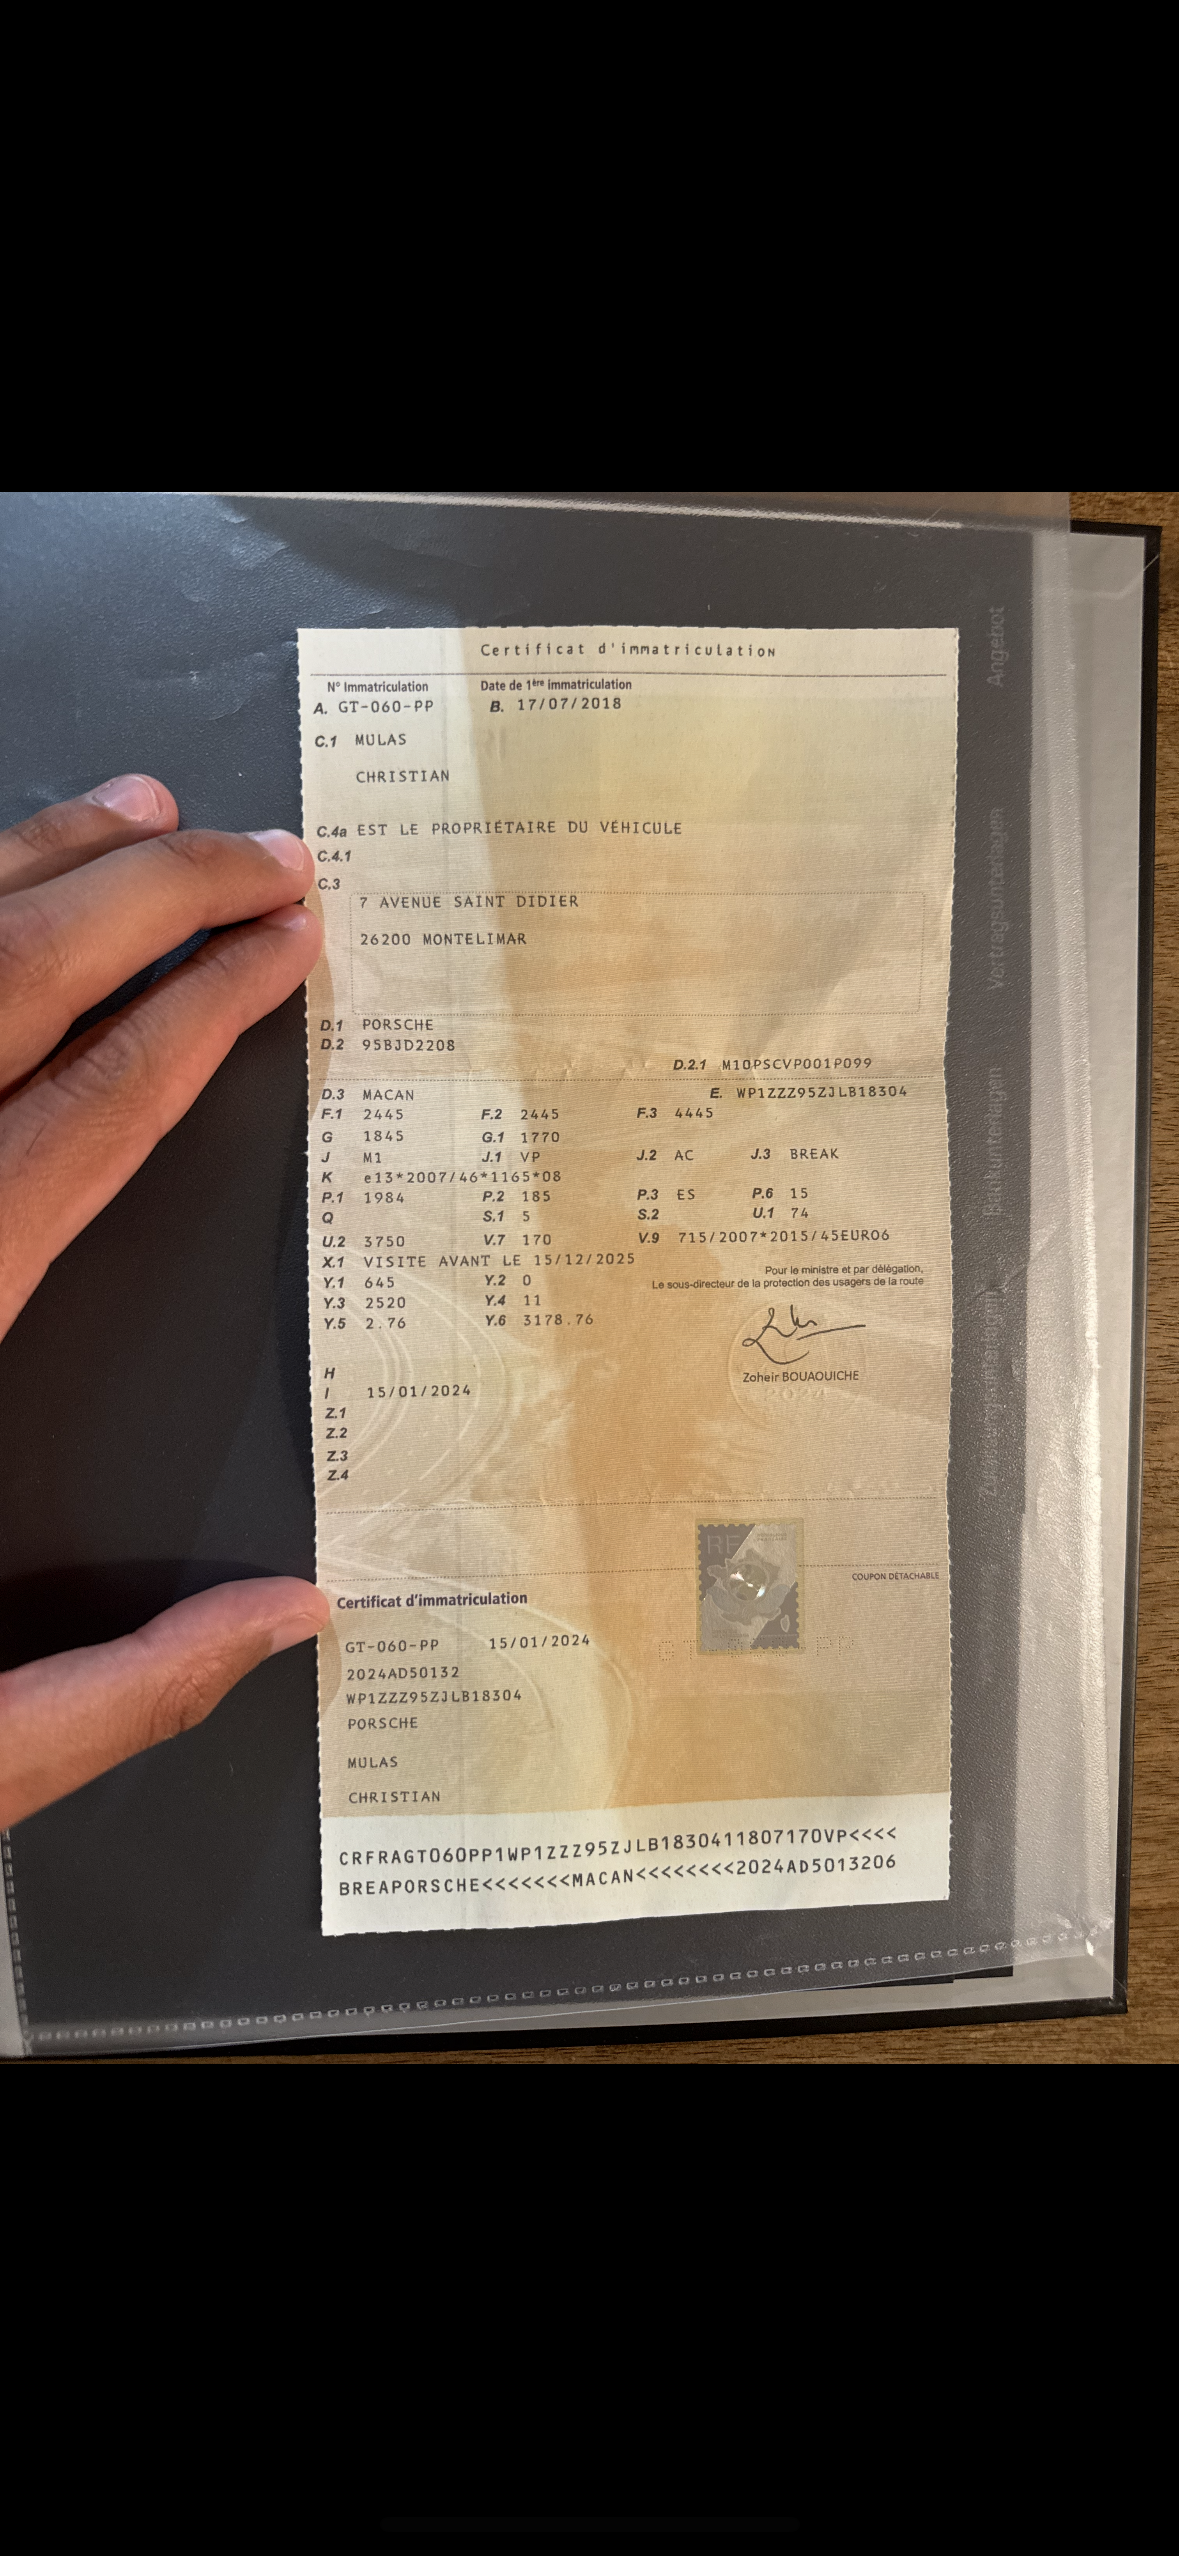 Certificat d'immatriculation
N° Immatriculation Date de 1ère immatriculation
A. GT-060-PP B. 17/07/2018
C.1 MULAS
CHRISTIAN
C.4a EST LE PROPRIÉTAIRE DU VÉHICULE
C.4.1
C.3
7 AVENUE SAINT DIDIER
26200 MONTELIMAR
D.1 PORSCHE
D.2 95BJD2208
D.2.1 M10PSCVP001P099
D.3 MACAN E. WP1ZZZ95ZJLB18304
F.1 2445 F.2 2445 F.3 4445
G 1845 G.1 1770
J M1 J.1 VP J.2 AC J.3 BREAK
K e13*2007/46*1165*08
P.1 1984 P.2 185 P.3 ES P.6 15
Q S.1 5 S.2 U.1 74
U.2 3750 V.7 170 V.9 715/2007*2015/45EURO6
X.1 VISITE AVANT LE 15/12/2025
Pour le ministre et par délégation,
Le sous-directeur de la protection des usagers de la route
Y.1 645 Y.2 0
Y.3 2520 Y.4 11
Y.5 2.76 Y.6 3178.76
Zoheir BOUAOUICHE
2024
H
I 15/01/2024
Z.1
Z.2
Z.3
Z.4
RF
COUPON DÉTACHABLE
Certificat d'immatriculation
GT-060-PP 15/01/2024
2024AD50132
WP1ZZZ95ZJLB18304
PORSCHE
MULAS
CHRISTIAN
CRFRAGT060PP1WP1ZZZ95ZJLB1830411807170VP<<<<
BREAPORSCHE<<<<<<<MACAN<<<<<<<<2024AD5013206
Angebot
Vertragsunterlagen
Bankunterlagen